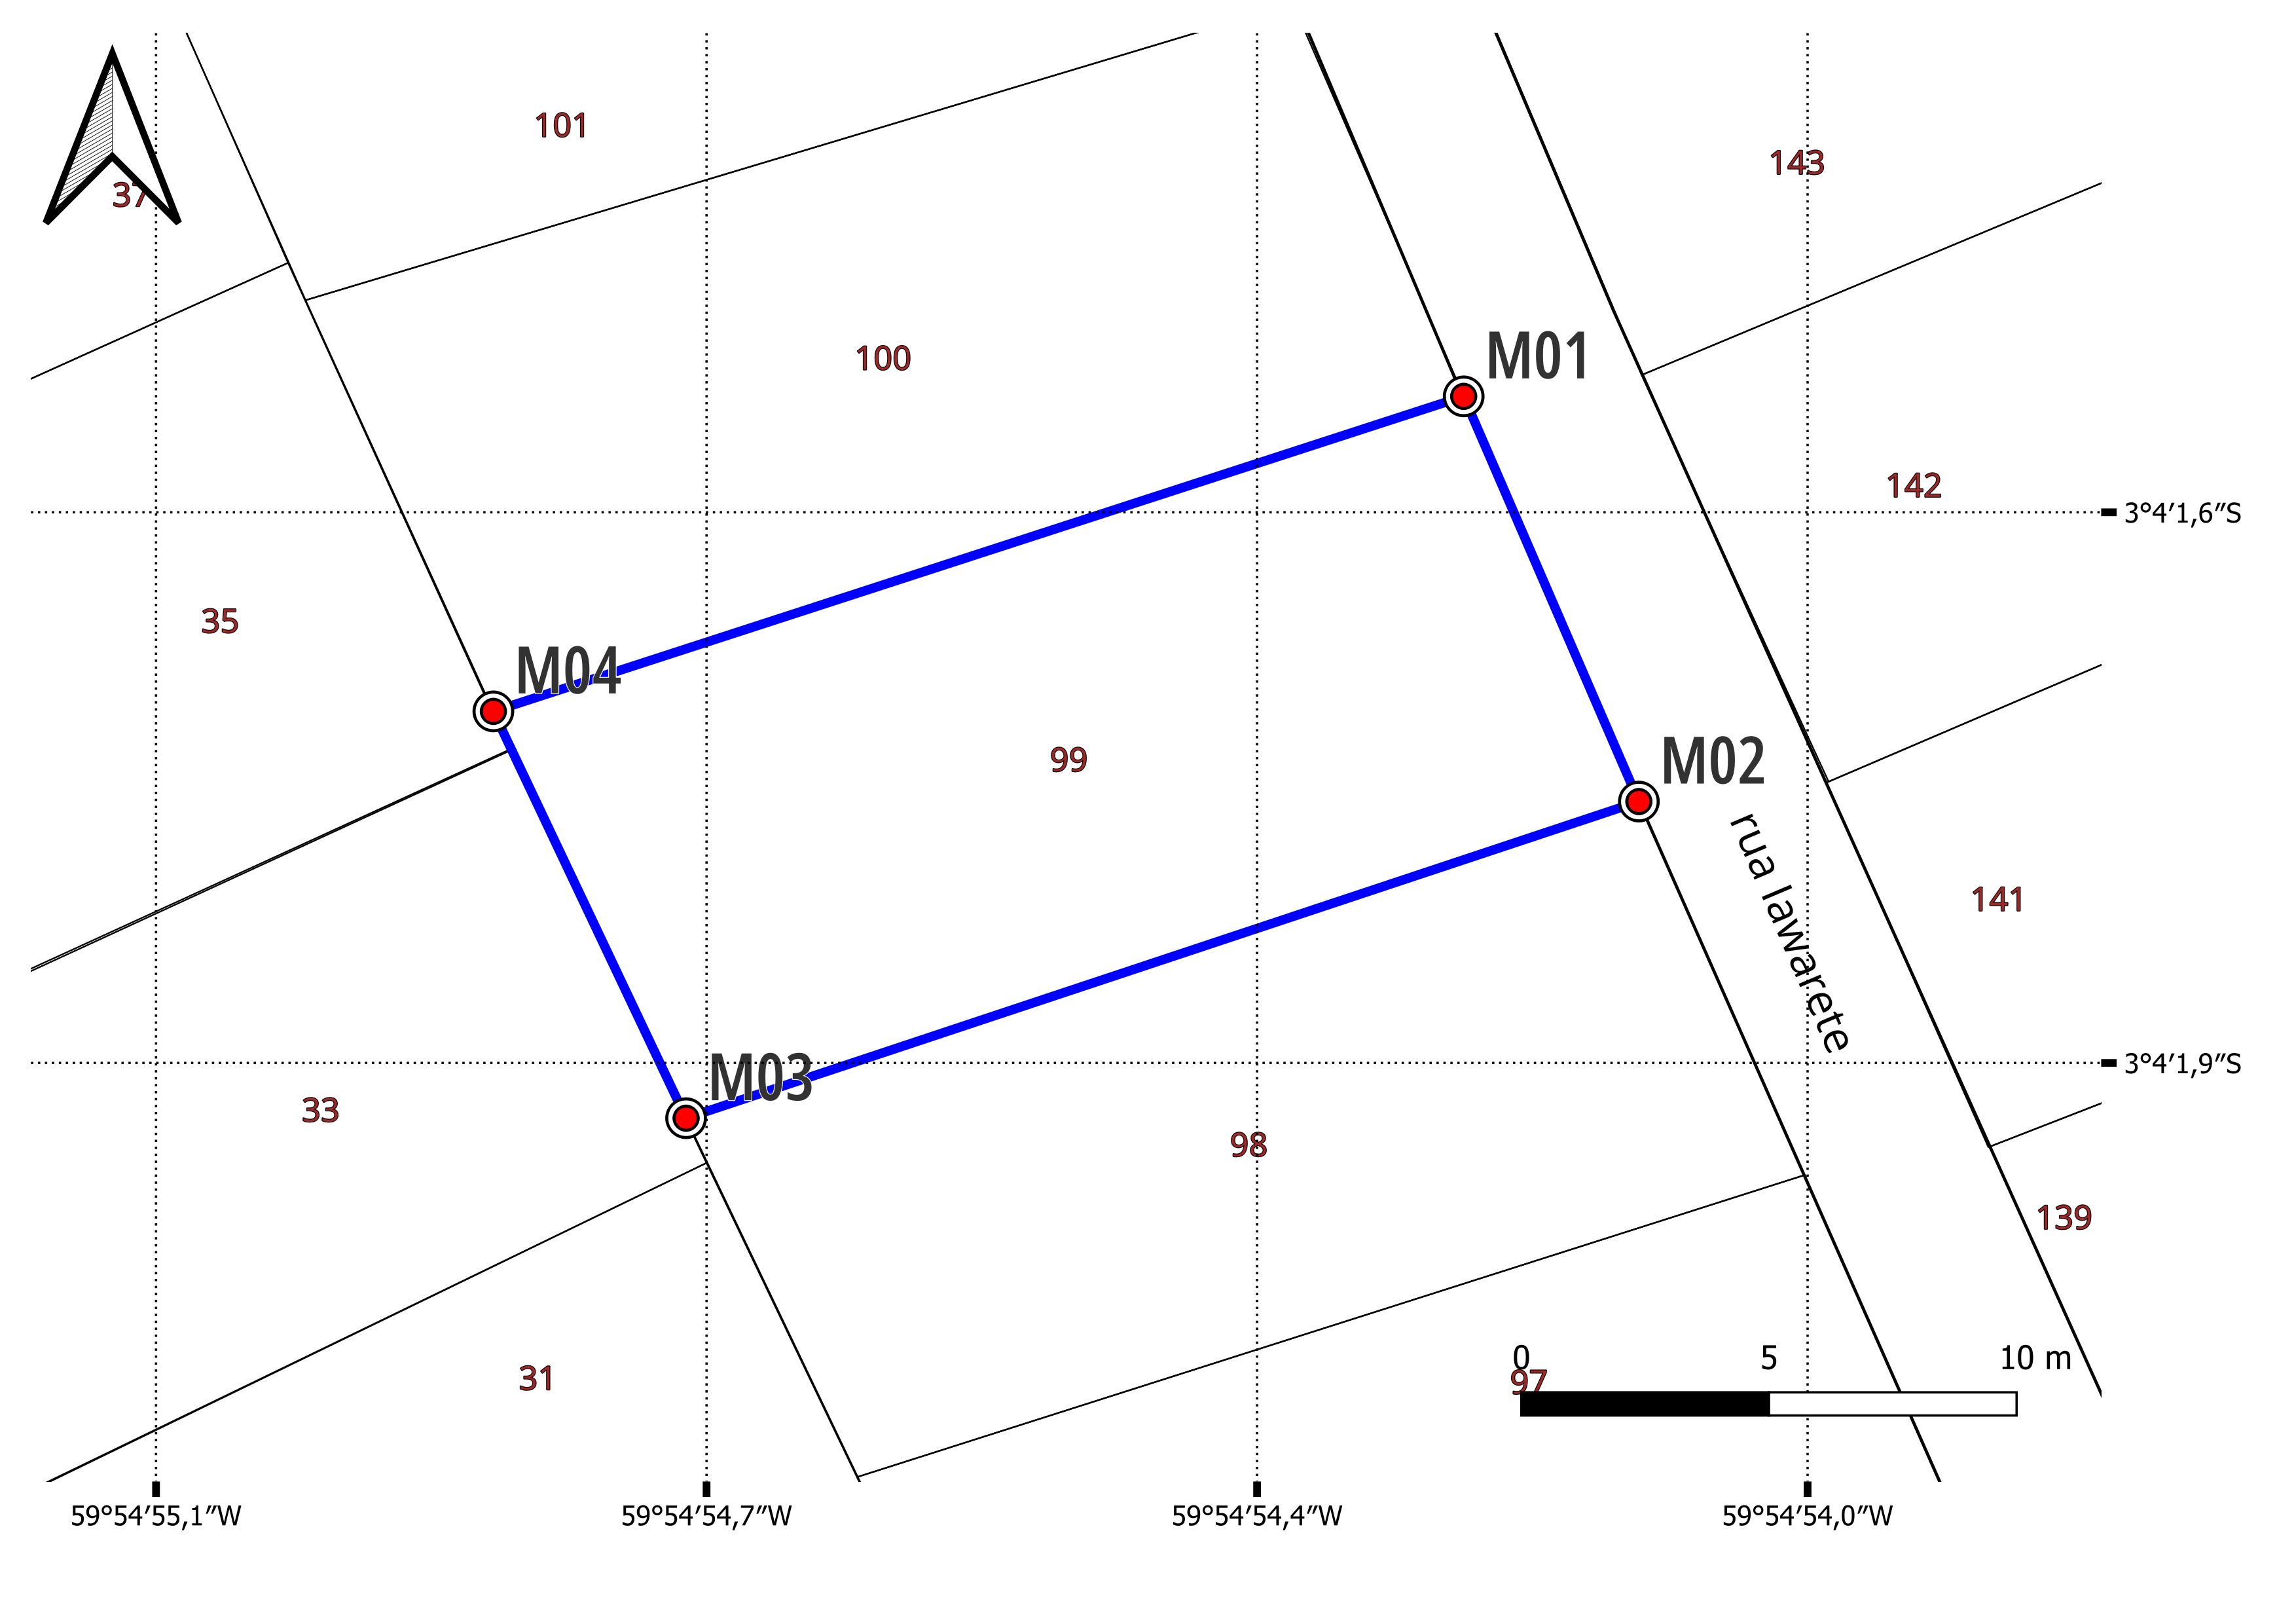 101
143
37
M01
100
142
3°4′1,6″S
35
M04
M02
99
rua Iawarete
141
M03
3°4′1,9″S
33
98
139
0 5 10 m
97
31
59°54′55,1″W 59°54′54,7″W 59°54′54,4″W 59°54′54,0″W